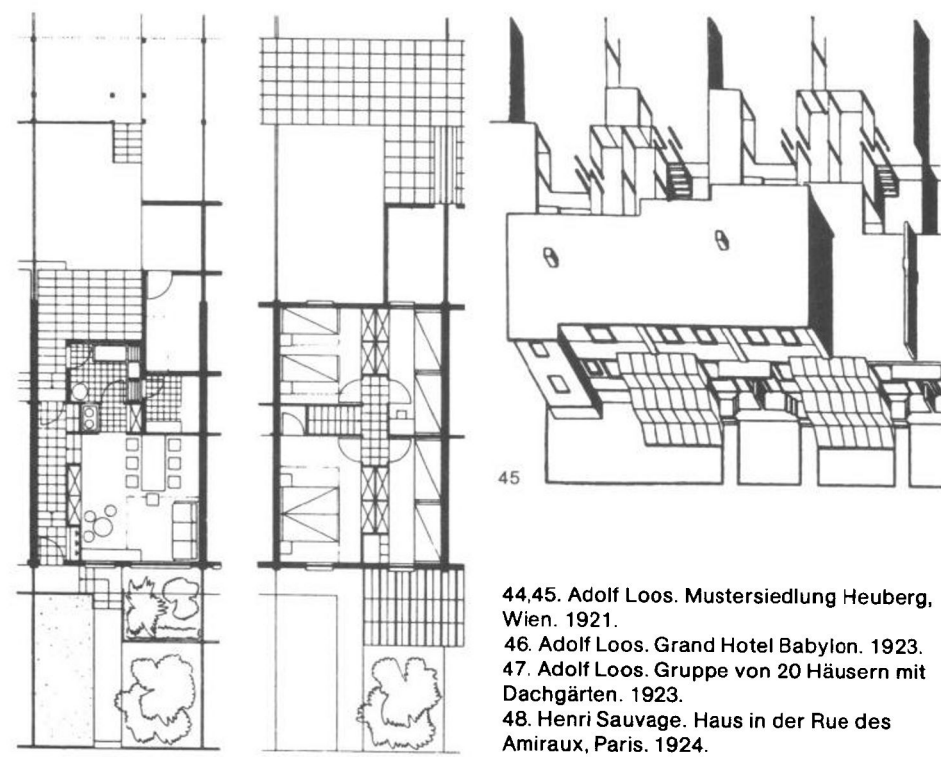 45
44,45. Adolf Loos. Mustersiedlung Heuberg,
Wien. 1921.
46. Adolf Loos. Grand Hotel Babylon. 1923.
47. Adolf Loos. Gruppe von 20 Häusern mit
Dachgärten. 1923.
48. Henri Sauvage. Haus in der Rue des
Amiraux, Paris. 1924.